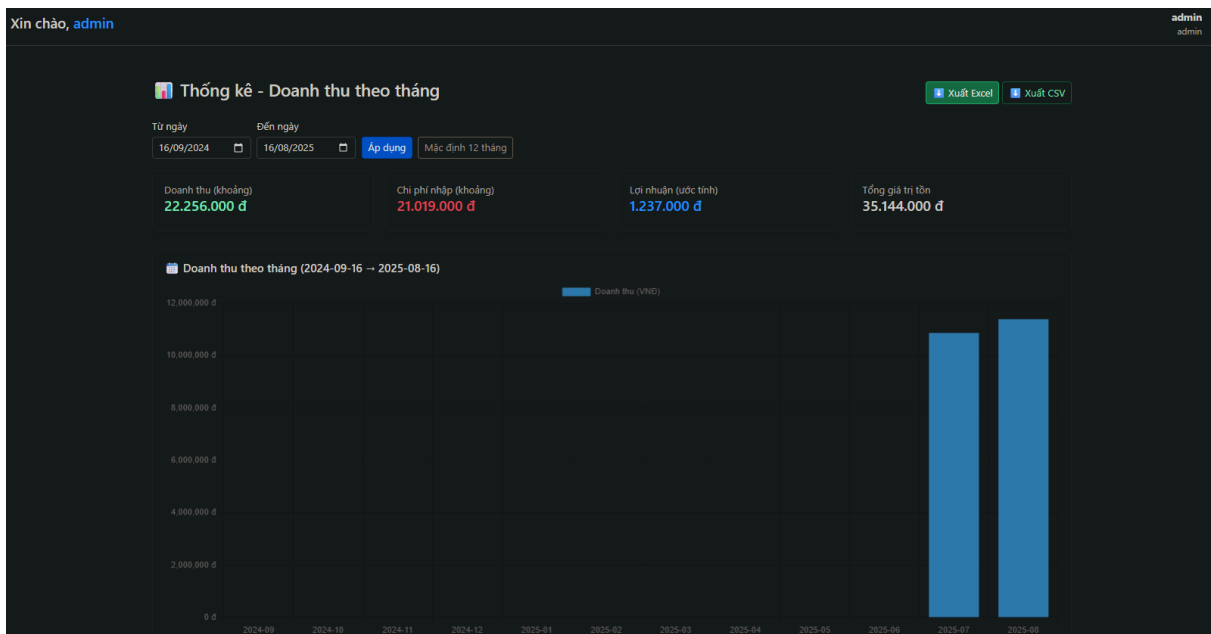 Xin chào, admin
admin
admin
Thống kê - Doanh thu theo tháng
Xuất Excel
Xuất CSV
Từ ngày
Đến ngày
16/09/2024
16/08/2025
Áp dụng
Mặc định 12 tháng
Doanh thu (khoảng)
22.256.000 đ
Chi phí nhập (khoảng)
21.019.000 đ
Lợi nhuận (ước tính)
1.237.000 đ
Tổng giá trị tồn
35.144.000 đ
Doanh thu theo tháng (2024-09-16 → 2025-08-16)
Doanh thu (VNĐ)
12,000,000 đ
10,000,000 đ
8,000,000 đ
6,000,000 đ
4,000,000 đ
2,000,000 đ
0 đ
2024-09 2024-10 2024-11 2024-12 2025-01 2025-02 2025-03 2025-04 2025-05 2025-06 2025-07 2025-08